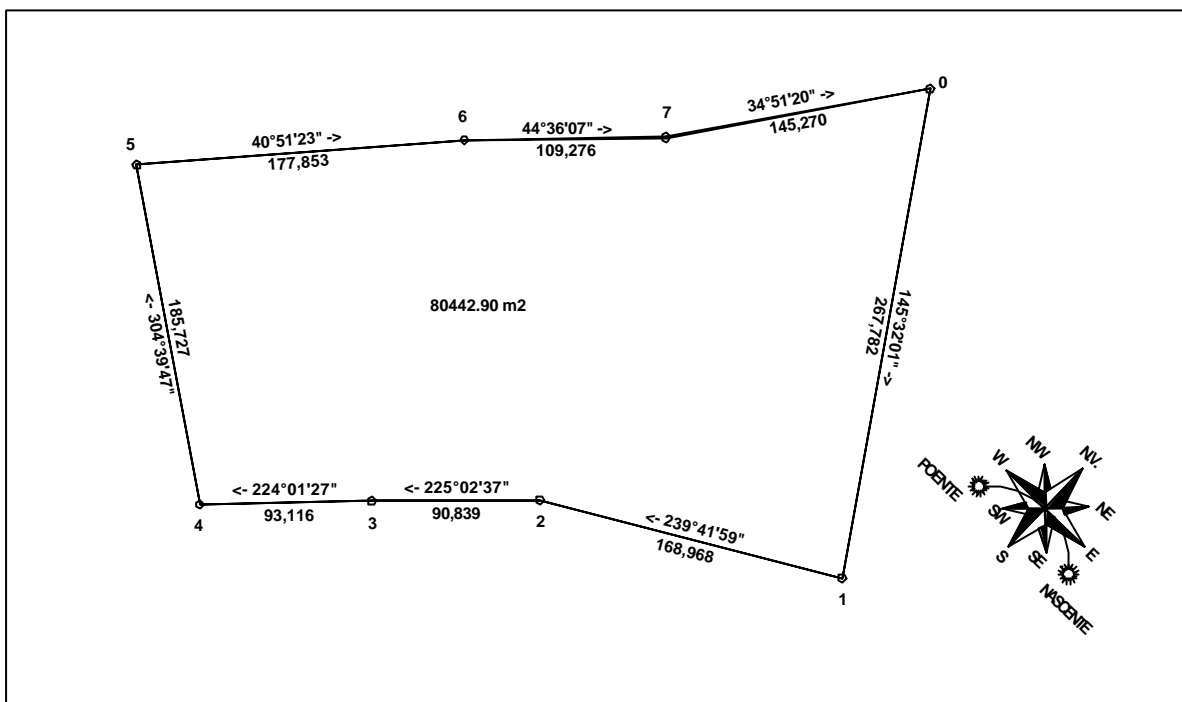 0
34°51'20" ->
145,270
7
44°36'07" ->
109,276
6
40°51'23" ->
177,853
5
185,727
<- 304°39'47"
80442.90 m2
145°32'01" ->
267,782
<- 224°01'27"
93,116
4
3
<- 225°02'37"
90,839
2
<- 239°41'59"
168,968
1
NW
N.V.
W
POENTE
NE
SW
S
SE
E
NASCENTE